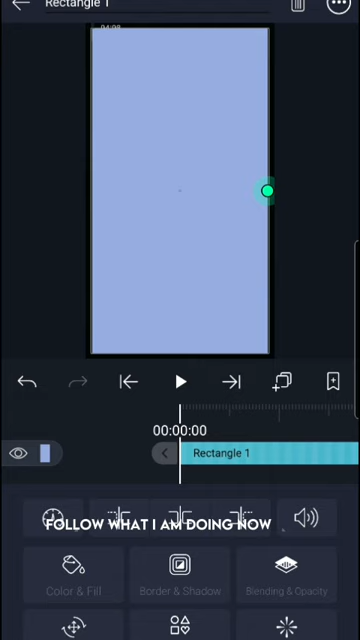 Rectangle 1
00:00:00
Rectangle 1
FOLLOW WHAT I AM DOING NOW
Color & Fill
Border & Shadow
Blending & Opacity